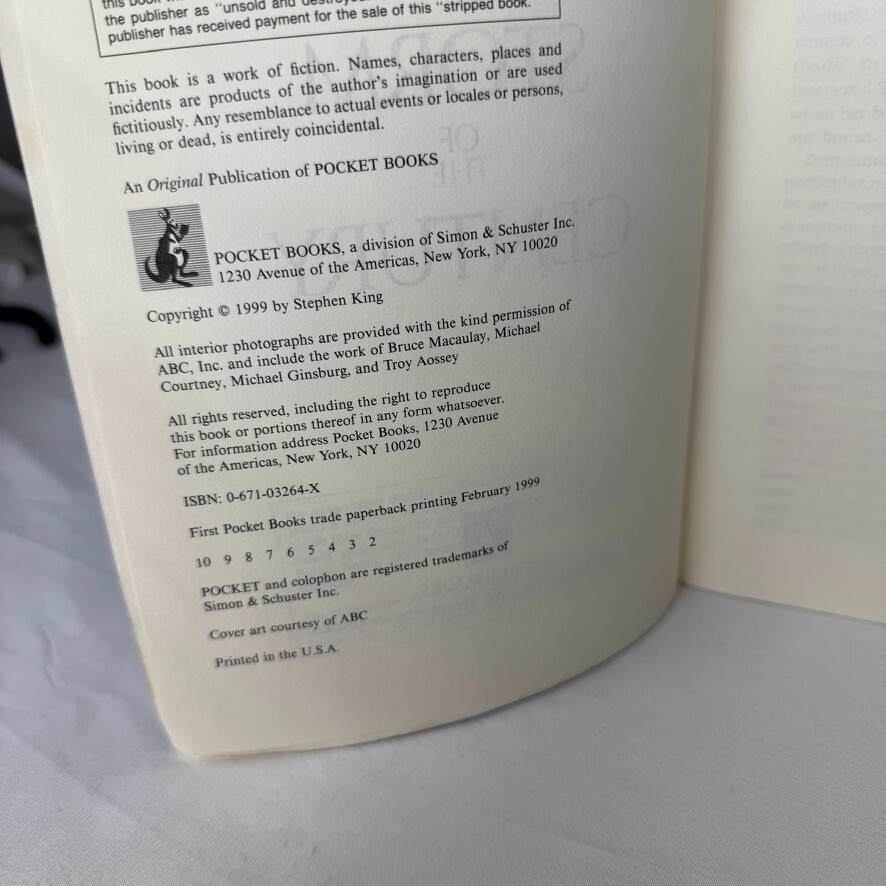 the publisher as "unsold and destroyed
publisher has received payment for the sale of this "stripped book."
This book is a work of fiction. Names, characters, places and
incidents are products of the author's imagination or are used
fictitiously. Any resemblance to actual events or locales or persons,
living or dead, is entirely coincidental.
An Original Publication of POCKET BOOKS
POCKET BOOKS, a division of Simon & Schuster Inc.
1230 Avenue of the Americas, New York, NY 10020
Copyright © 1999 by Stephen King
All interior photographs are provided with the kind permission of
ABC, Inc. and include the work of Bruce Macaulay, Michael
Courtney, Michael Ginsburg, and Troy Aossey
All rights reserved, including the right to reproduce
this book or portions thereof in any form whatsoever.
For information address Pocket Books, 1230 Avenue
of the Americas, New York, NY 10020
ISBN: 0-671-03264-X
First Pocket Books trade paperback printing February 1999
10 9 8 7 6 5 4 3 2
POCKET and colophon are registered trademarks of
Simon & Schuster Inc.
Cover art courtesy of ABC
Printed in the U.S.A.